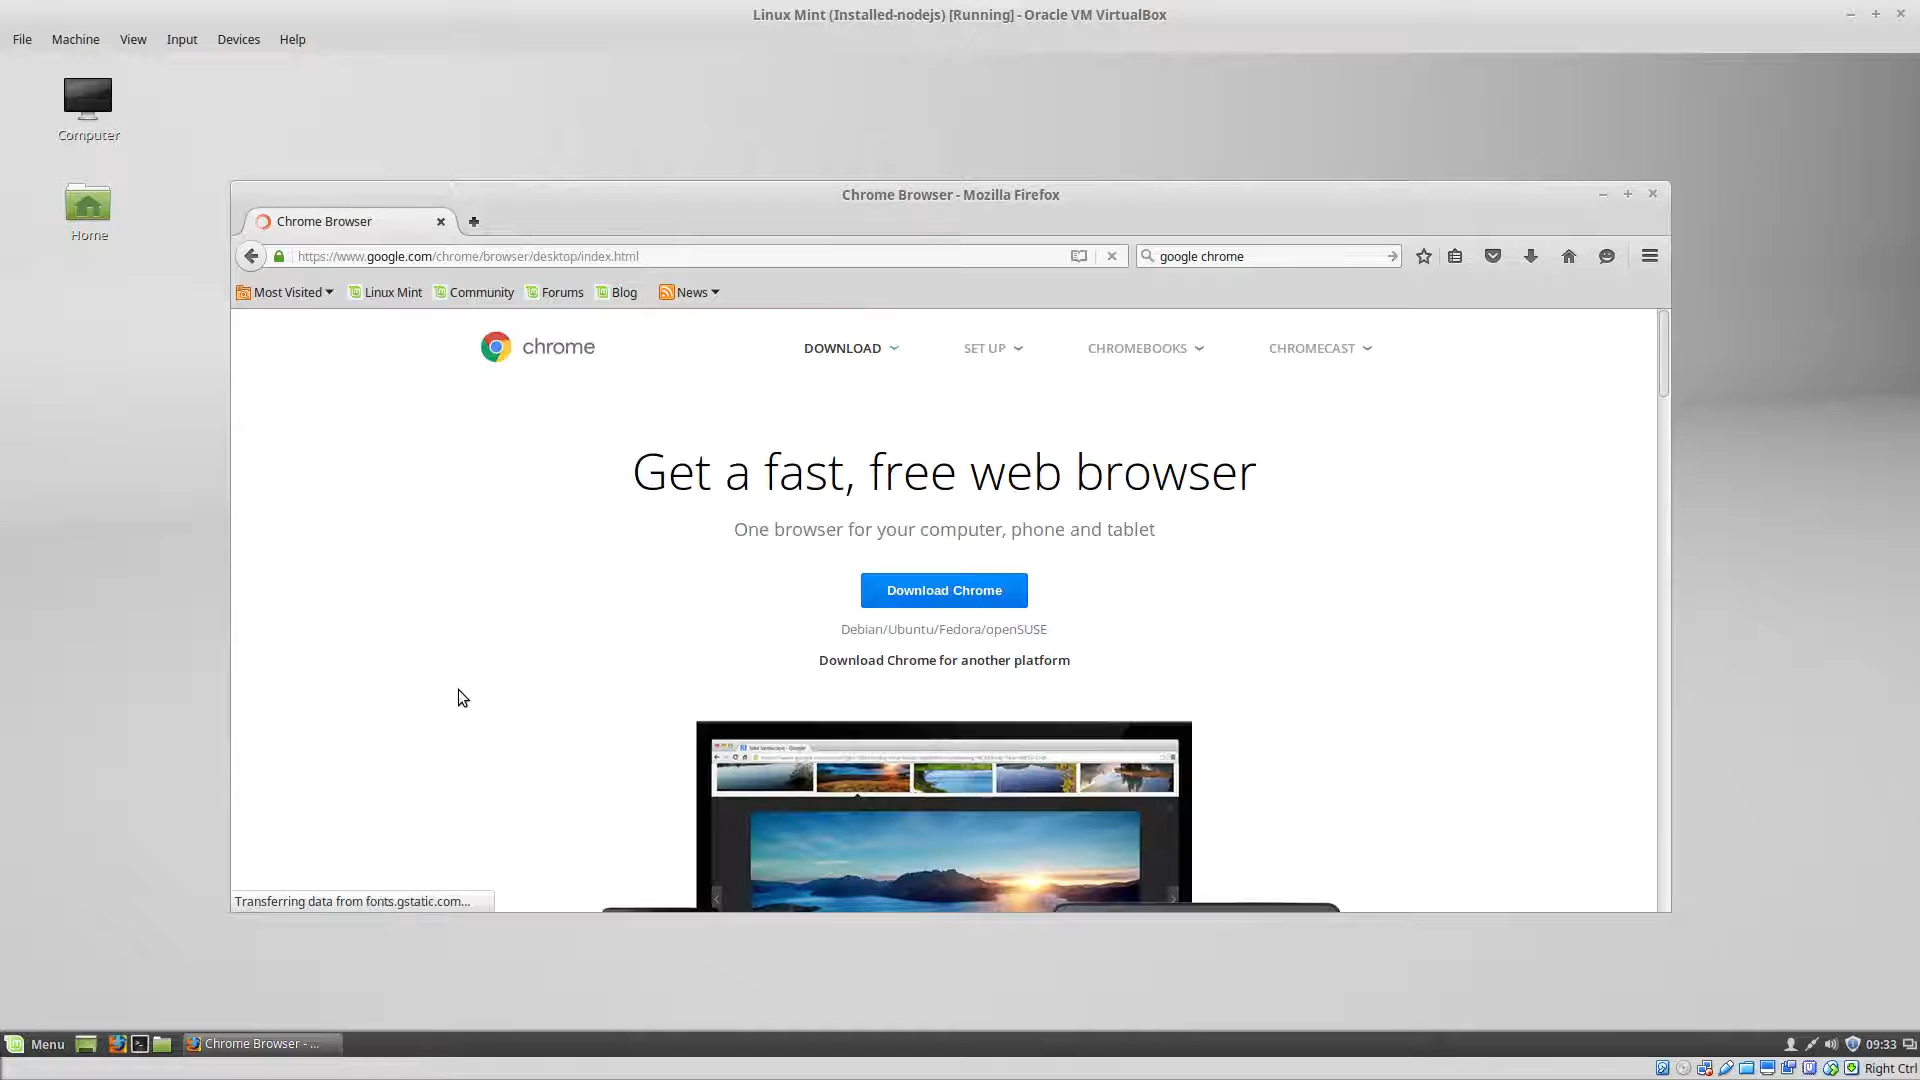 Linux Mint (Installed-nodejs) [Running] - Oracle VM VirtualBox
File Machine View Input Devices Help
Computer
Home
Chrome Browser - Mozilla Firefox
Chrome Browser
https://www.google.com/chrome/browser/desktop/index.html
google chrome
Most Visited Linux Mint Community Forums Blog News
chrome
DOWNLOAD SET UP CHROMEBOOKS CHROMECAST
Get a fast, free web browser
One browser for your computer, phone and tablet
Download Chrome
Debian/Ubuntu/Fedora/openSUSE
Download Chrome for another platform
Transferring data from fonts.gstatic.com...
Menu Chrome Browser - ... 09:33
Right Ctrl